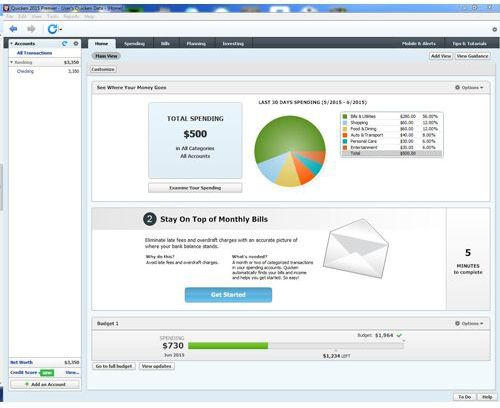 Quicken 2015 Premier - User's Quicken Data - [Home]
File Edit View Tools Reports Help
Accounts
All Transactions
Banking $3,350
Checking 3,350
Home Spending Bills Planning Investing Mobile & Alerts Tips & Tutorials
Main View Add View View Guidance
Customize
See Where Your Money Goes Options
LAST 30 DAYS SPENDING (5/2015 - 6/2015)
TOTAL SPENDING
$500
in All Categories
All Accounts
Examine Your Spending
Bills & Utilities $280.00 56.00%
Shopping $60.00 12.00%
Food & Dining $60.00 12.00%
Auto & Transport $40.00 8.00%
Personal Care $30.00 6.00%
Entertainment $30.00 6.00%
Total $500.00
2 Stay On Top of Monthly Bills
Eliminate late fees and overdraft charges with an accurate picture of
where your bank balance stands.
Why do this?
Avoid late fees and overdraft charges.
What's needed?
A month or two of categorized transactions
in your spending accounts. Quicken
automatically finds your bills and income
and helps you get started. So easy!
Get Started
5
MINUTES
to complete
Budget 1 Options
SPENDING
$730
Jun 2015
Budget: $1,964
$1,234 LEFT
Go to full budget View updates
Net Worth $3,350
Credit Score NEW! View...
+ Add an Account
To Do Help